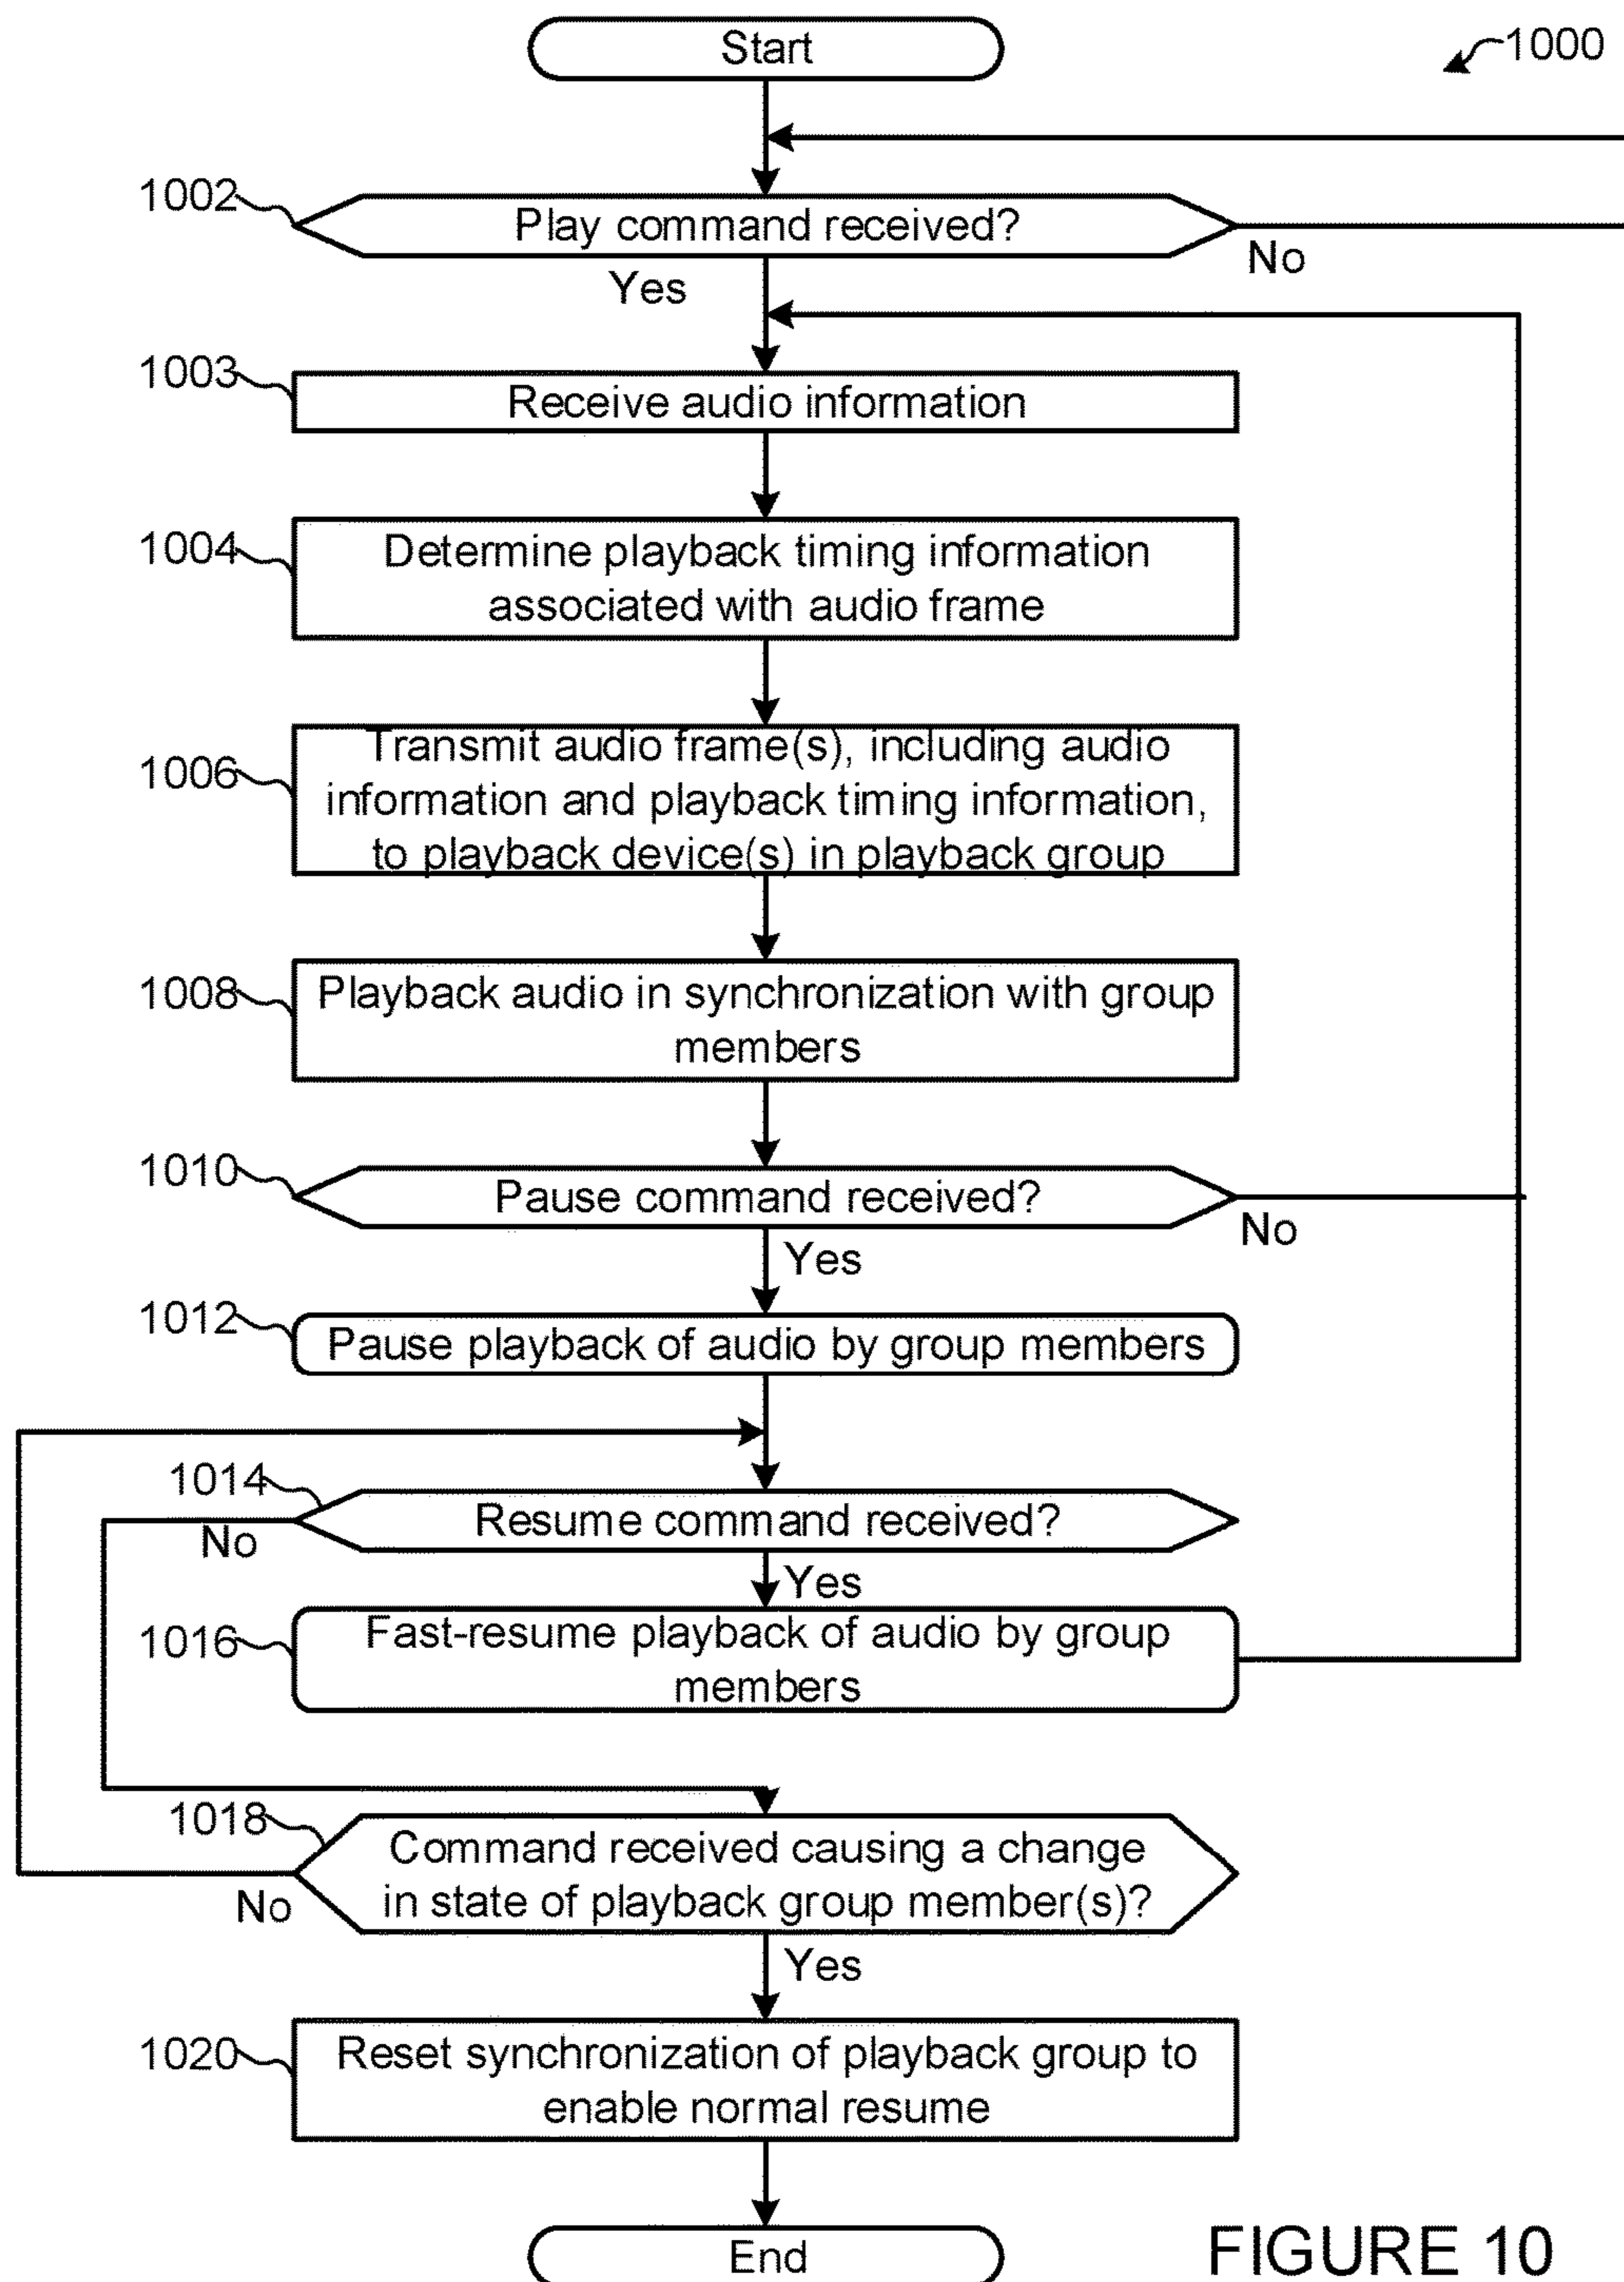 Start
1000
1002
Play command received?
No
Yes
1003
Receive audio information
1004
Determine playback timing information
associated with audio frame
1006
Transmit audio frame(s), including audio
information and playback timing information,
to playback device(s) in playback group
1008
Playback audio in synchronization with group
members
1010
Pause command received?
No
Yes
1012
Pause playback of audio by group members
1014
Resume command received?
No
Yes
1016
Fast-resume playback of audio by group
members
1018
Command received causing a change
in state of playback group member(s)?
No
Yes
1020
Reset synchronization of playback group to
enable normal resume
End
FIGURE 10